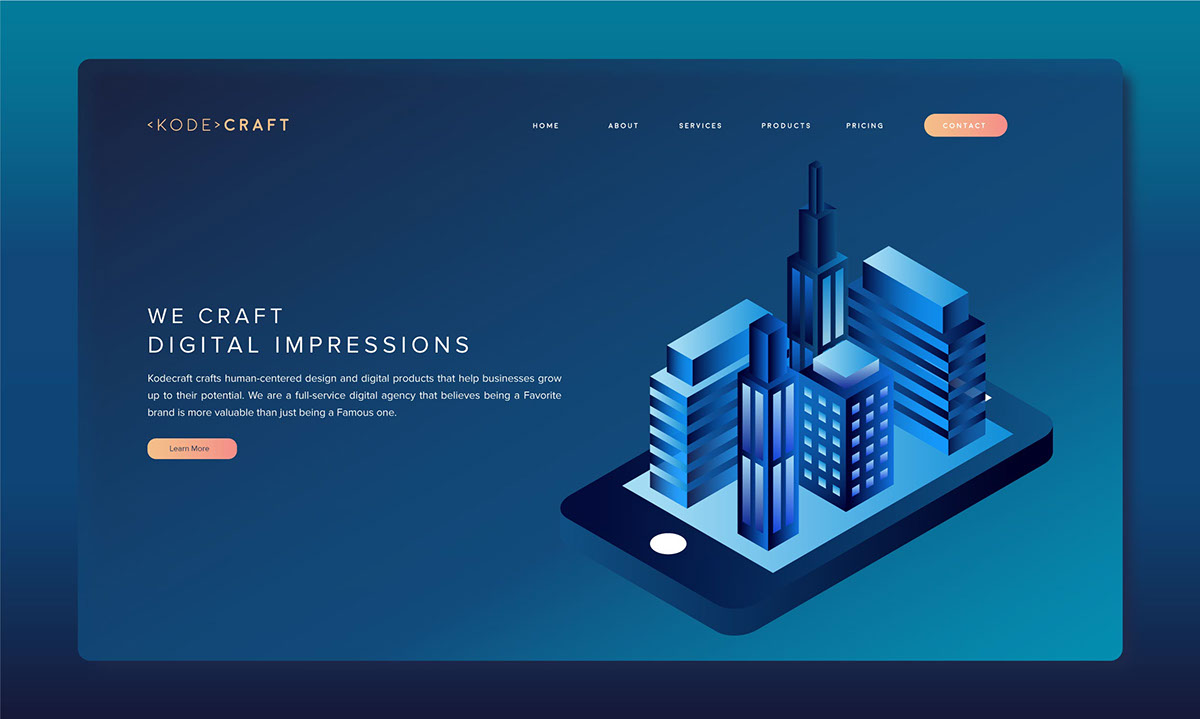 <KODE>CRAFT
HOME ABOUT SERVICES PRODUCTS PRICING CONTACT
WE CRAFT
DIGITAL IMPRESSIONS
Kodecraft crafts human-centered design and digital products that help businesses grow
up to their potential. We are a full-service digital agency that believes being a Favorite
brand is more valuable than just being a Famous one.
Learn More